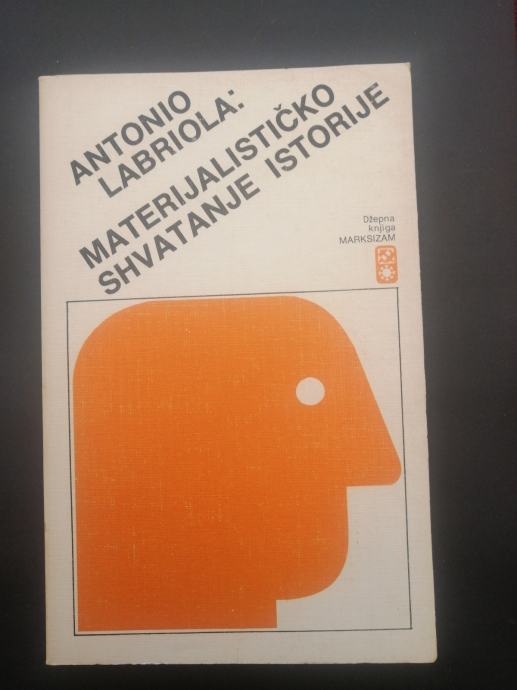 ANTONIO
LABRIOLA:
MATERIJALISTIČKO
SHVATANJE ISTORIJE
Džepna
knjiga
MARKSIZAM